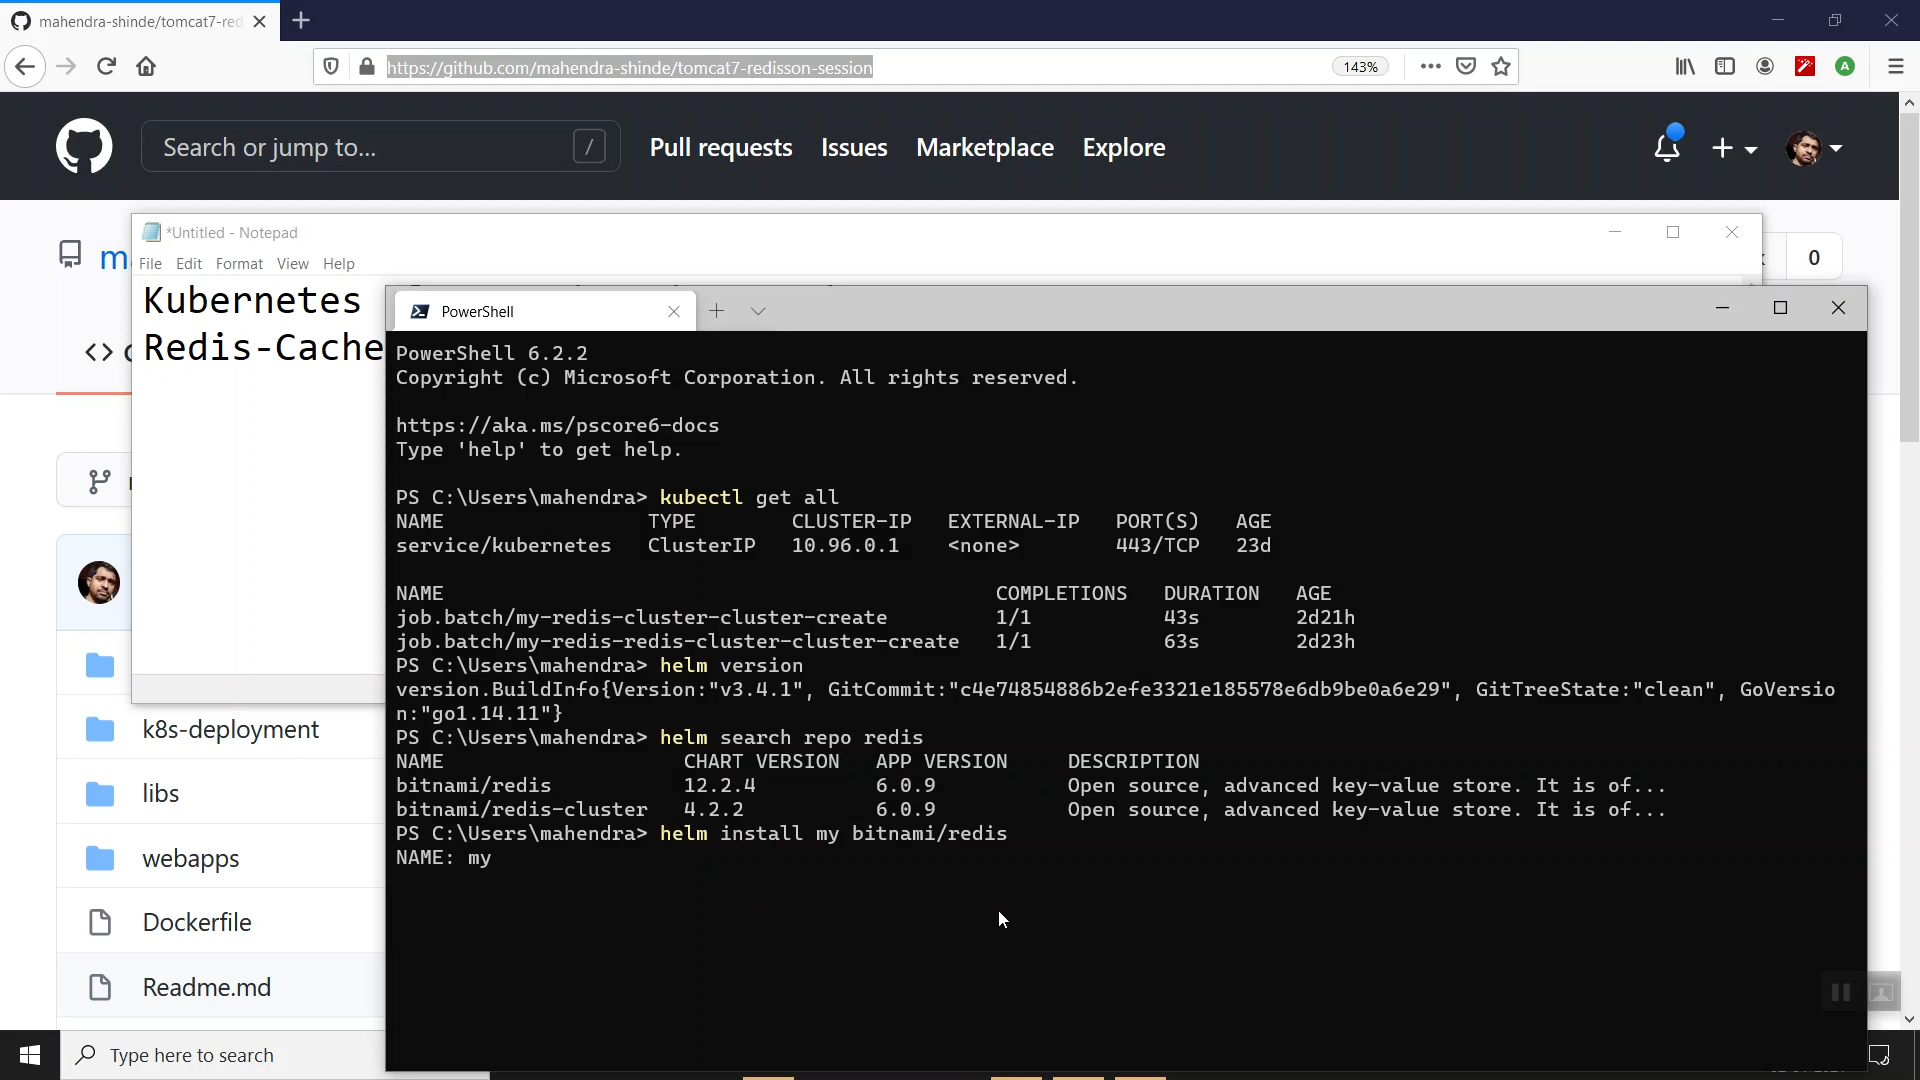 mahendra-shinde/tomcat7-red
https://github.com/mahendra-shinde/tomcat7-redisson-session
143%
A
Search or jump to...
/
Pull requests
Issues
Marketplace
Explore
*Untitled - Notepad
File Edit Format View Help
0
Kubernetes
Redis-Cache
PowerShell
PowerShell 6.2.2
Copyright (c) Microsoft Corporation. All rights reserved.
https://aka.ms/pscore6-docs
Type 'help' to get help.
PS C:\Users\mahendra> kubectl get all
NAME TYPE CLUSTER-IP EXTERNAL-IP PORT(S) AGE
service/kubernetes ClusterIP 10.96.0.1 <none> 443/TCP 23d
NAME COMPLETIONS DURATION AGE
job.batch/my-redis-cluster-cluster-create 1/1 43s 2d21h
job.batch/my-redis-redis-cluster-cluster-create 1/1 63s 2d23h
PS C:\Users\mahendra> helm version
version.BuildInfo{Version:"v3.4.1", GitCommit:"c4e74854886b2efe3321e185578e6db9be0a6e29", GitTreeState:"clean", GoVersio
n:"go1.14.11"}
PS C:\Users\mahendra> helm search repo redis
NAME CHART VERSION APP VERSION DESCRIPTION
bitnami/redis 12.2.4 6.0.9 Open source, advanced key-value store. It is of...
bitnami/redis-cluster 4.2.2 6.0.9 Open source, advanced key-value store. It is of...
PS C:\Users\mahendra> helm install my bitnami/redis
NAME: my
k8s-deployment
libs
webapps
Dockerfile
Readme.md
Type here to search